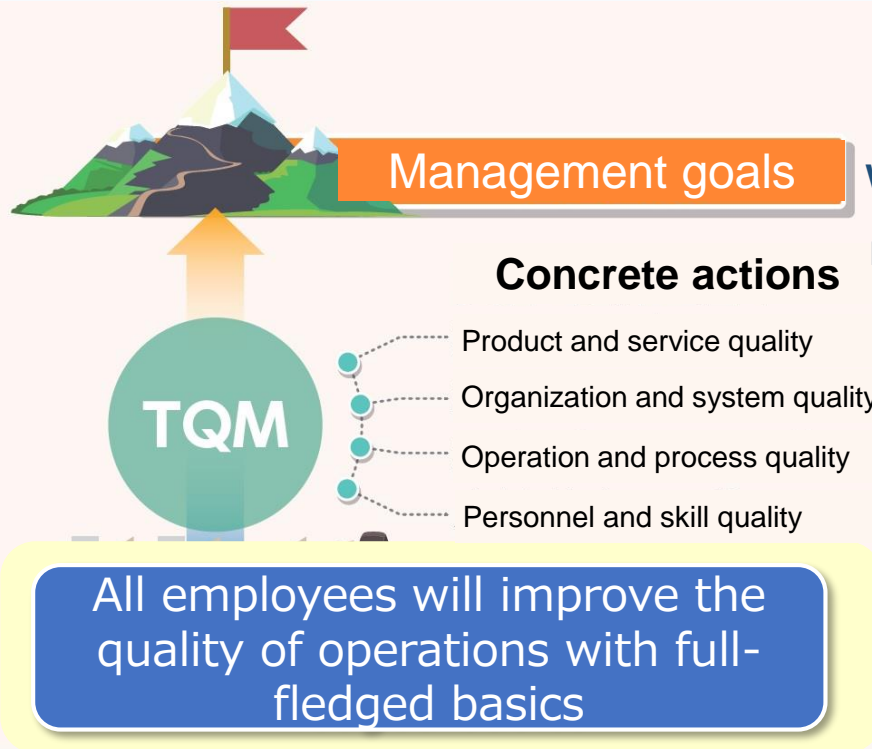 Management goals
Concrete actions
Product and service quality
Organization and system quality
Operation and process quality
Personnel and skill quality
TQM
All employees will improve the
quality of operations with full-
fledged basics